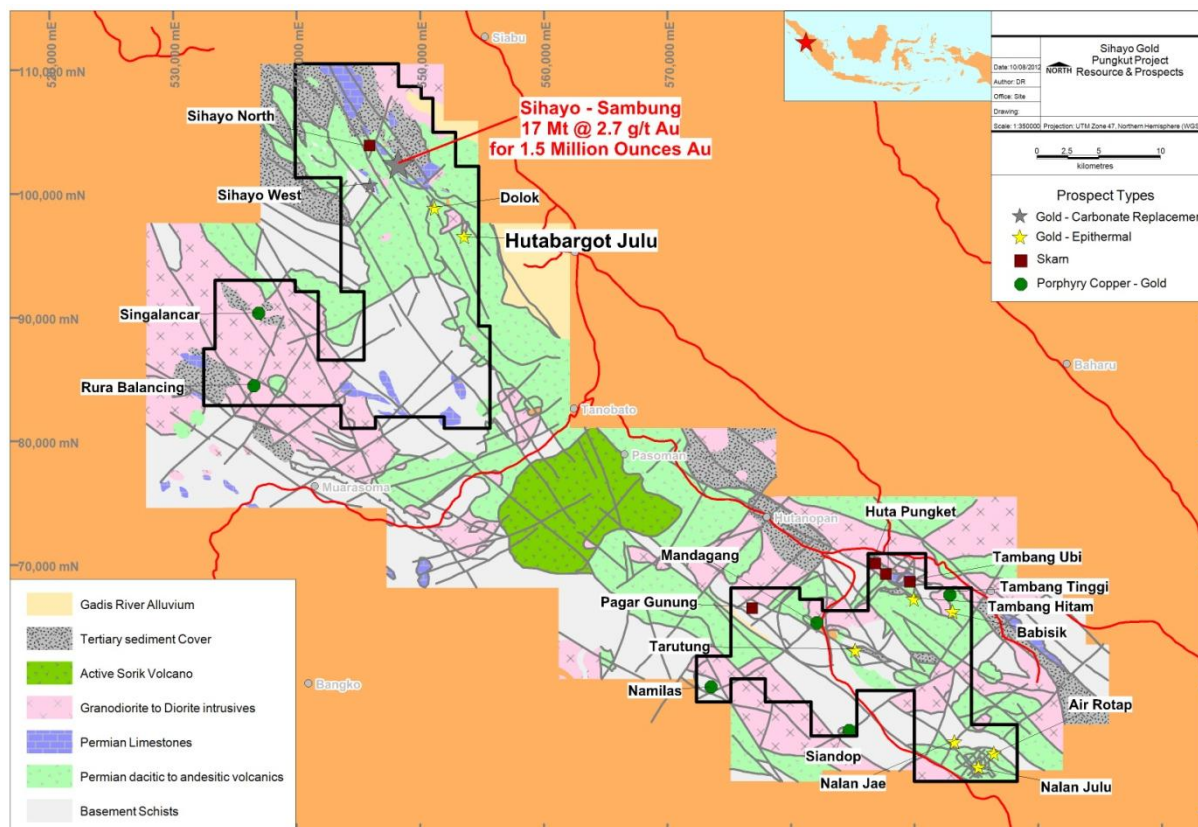 520,000 mE
530,000 mE
550,000 mE
560,000 mE
570,000 mE
110,000 mN
100,000 mN
90,000 mN
80,000 mN
70,000 mN
Siabu
Sihayo North
Sihayo - Sambung
17 Mt @ 2.7 g/t Au
for 1.5 Million Ounces Au
Sihayo West
Dolok
Hutabargot Julu
Singalancar
Rura Balancing
Tanobato
Baharu
Muarasoma
Pasoman
Hutanopan
Huta Pungket
Mandagang
Tambang Ubi
Tambang Tinggi
Pagar Gunung
Tambang Hitam
Babisik
Tarutung
Bangko
Namilas
Air Rotap
Siandop
Nalan Jae
Nalan Julu
Date:10/08/2012
Author: DR
Office: Site
Drawing:
Scale: 1:350000
Projection: UTM Zone 47, Northern Hemisphere (WGS
NORTH
Sihayo Gold
Pungkut Project
Resource & Prospects
0 2.5 5 10
kilometres
Prospect Types
Gold - Carbonate Replacement
Gold - Epithermal
Skarn
Porphyry Copper - Gold
Gadis River Alluvium
Tertiary sediment Cover
Active Sorik Volcano
Granodiorite to Diorite intrusives
Permian Limestones
Permian dacitic to andesitic volcanics
Basement Schists